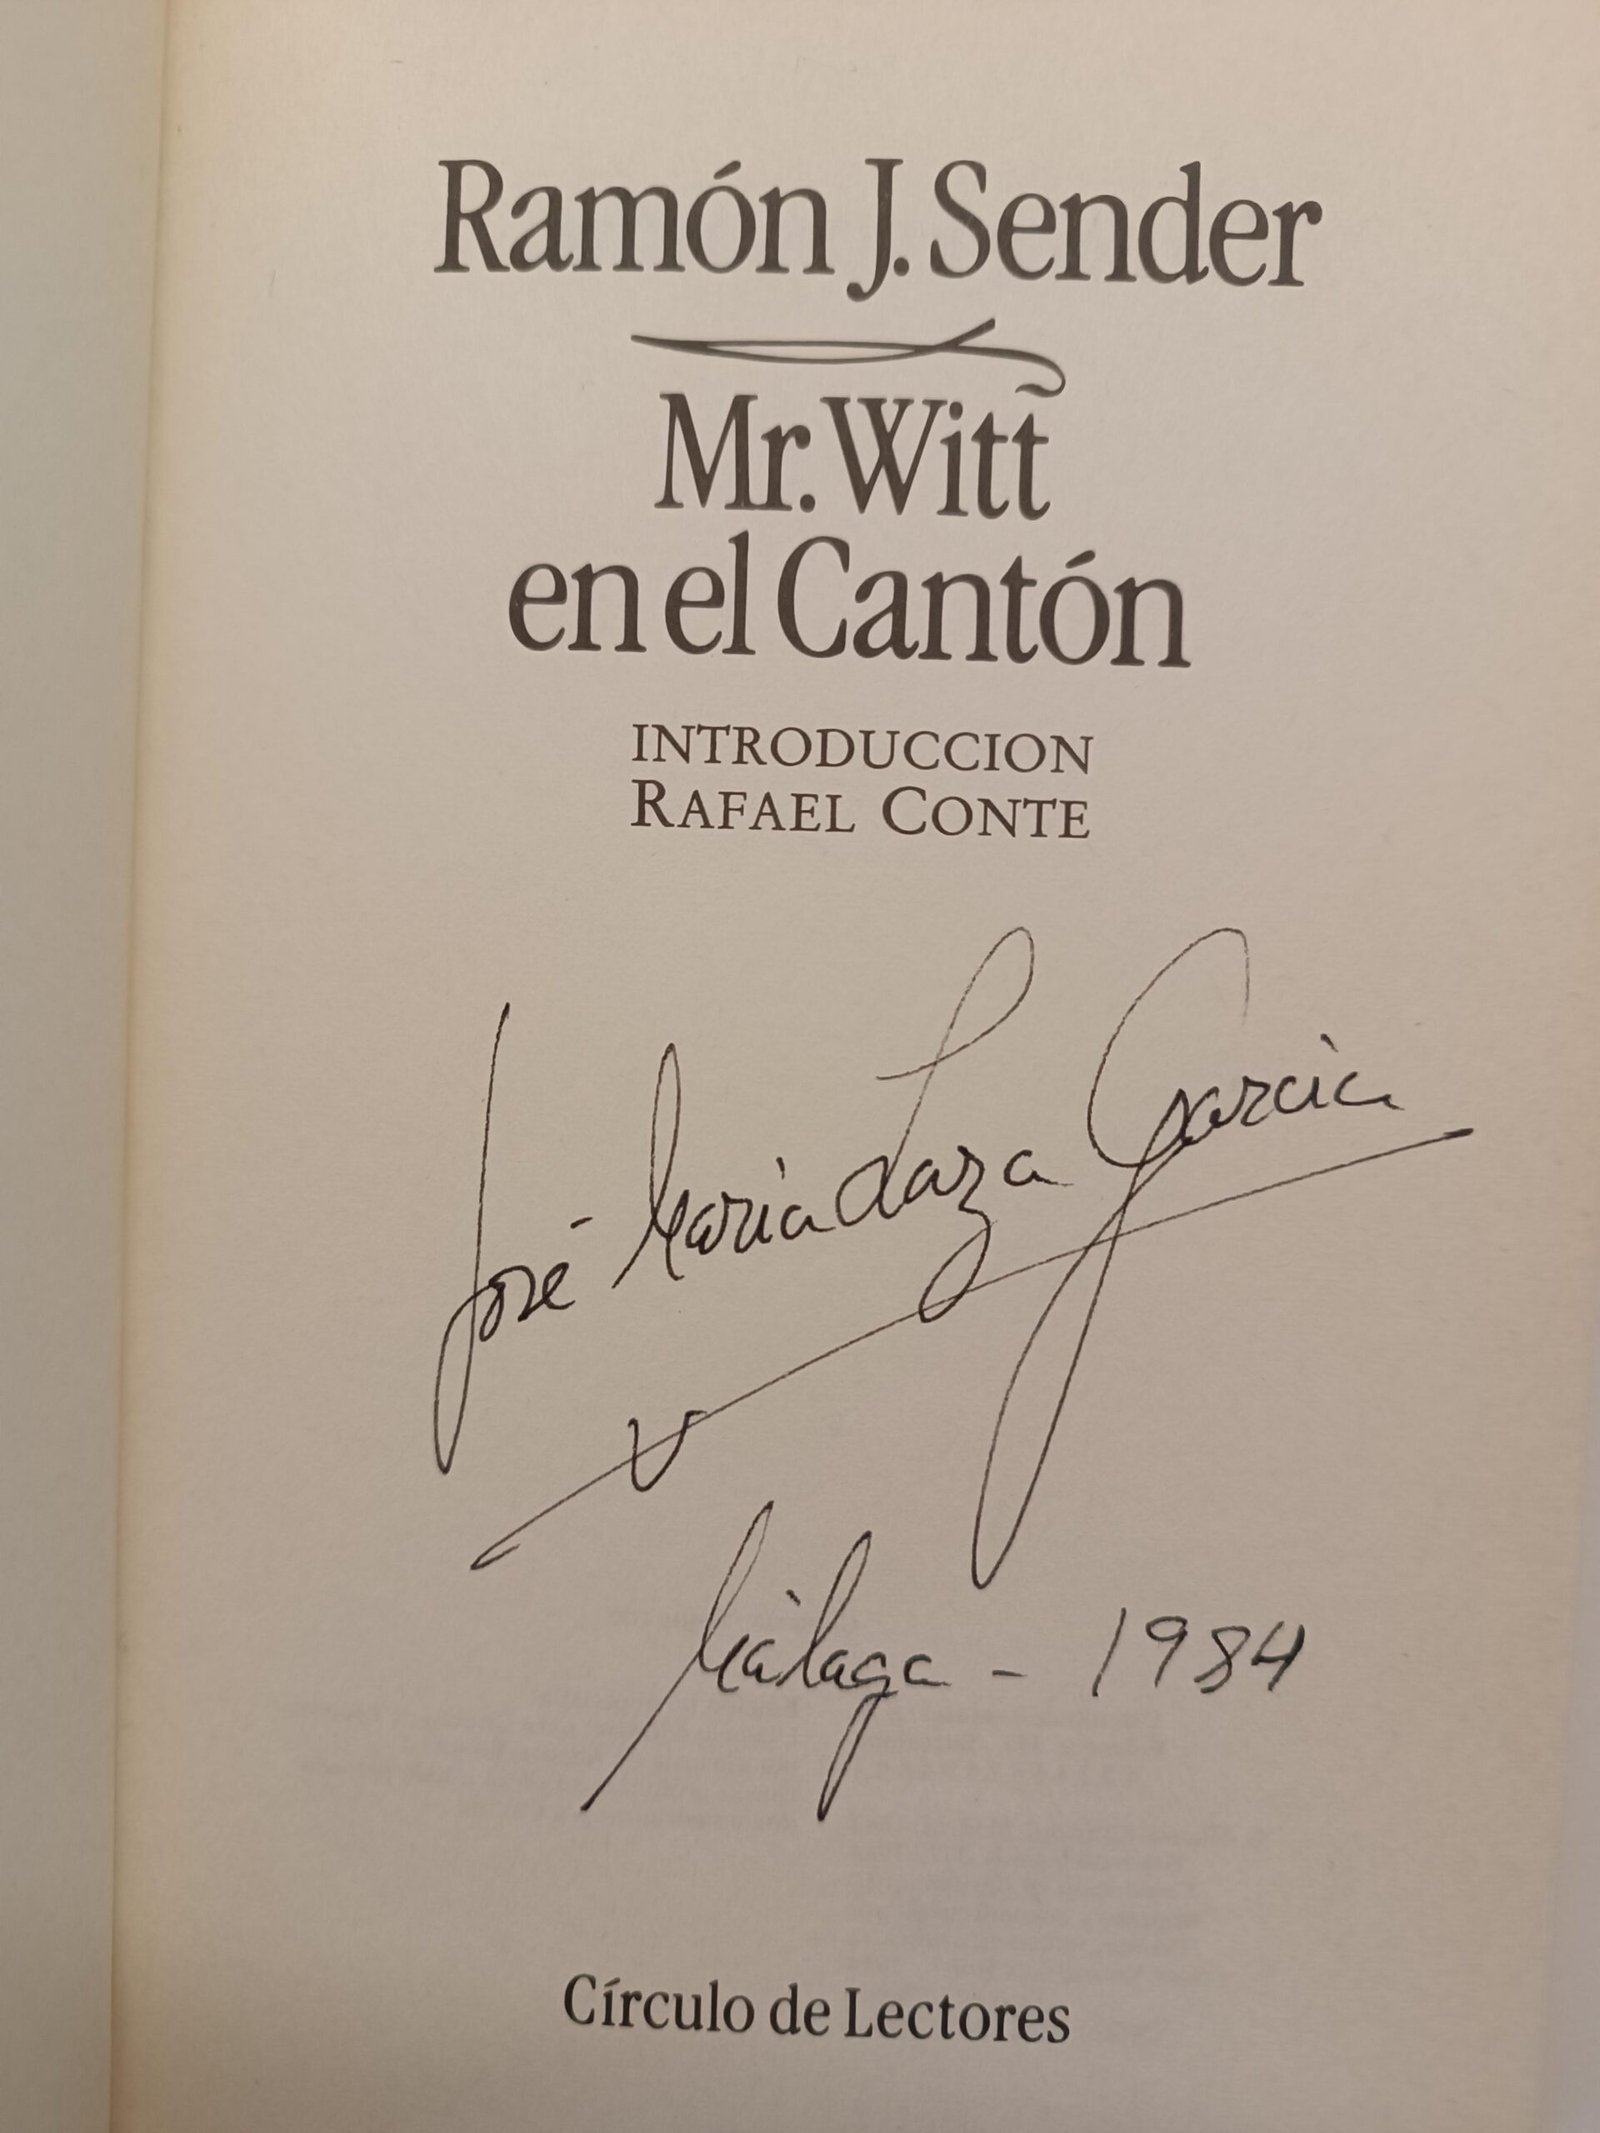 Ramón J. Sender
Mr. Witt
en el Cantón
INTRODUCCION
RAFAEL CONTE
José María Laza García
Málaga - 1984
Círculo de Lectores